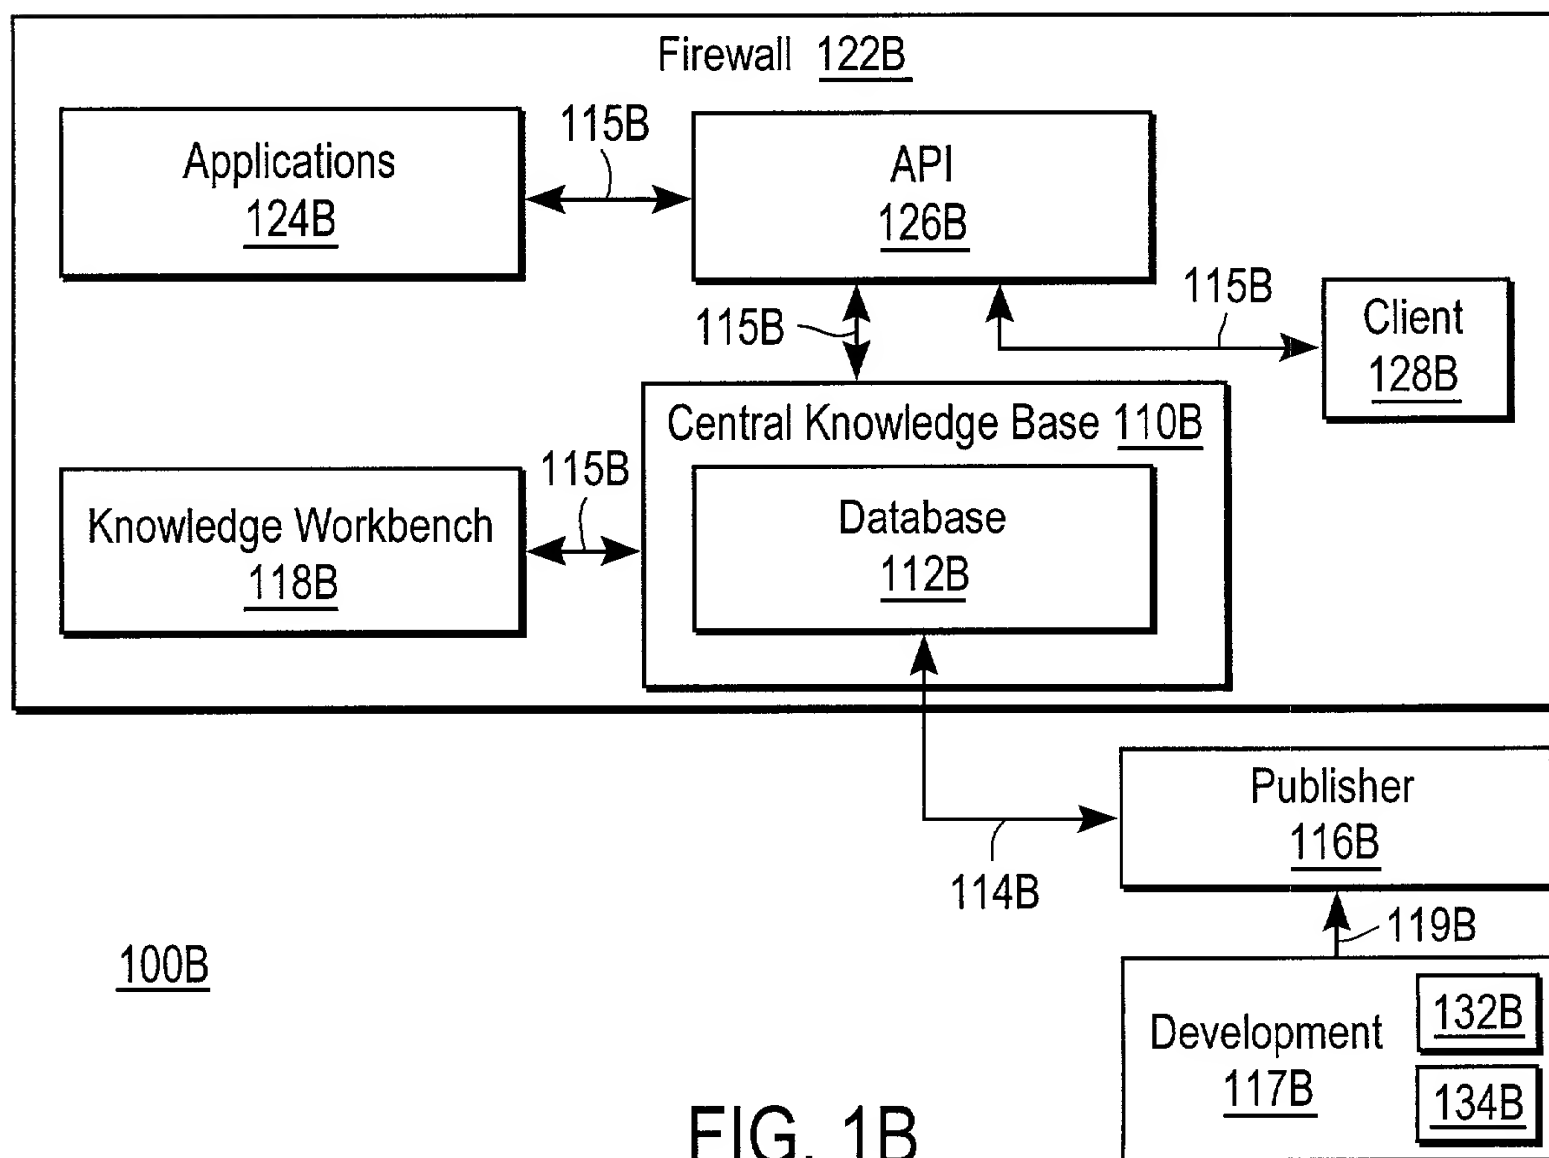 Firewall 122B
Applications
124B
115B
API
126B
115B
115B
Client
128B
Central Knowledge Base 110B
Knowledge Workbench
118B
115B
Database
112B
Publisher
116B
114B
119B
100B
Development
117B
132B
134B
FIG. 1B